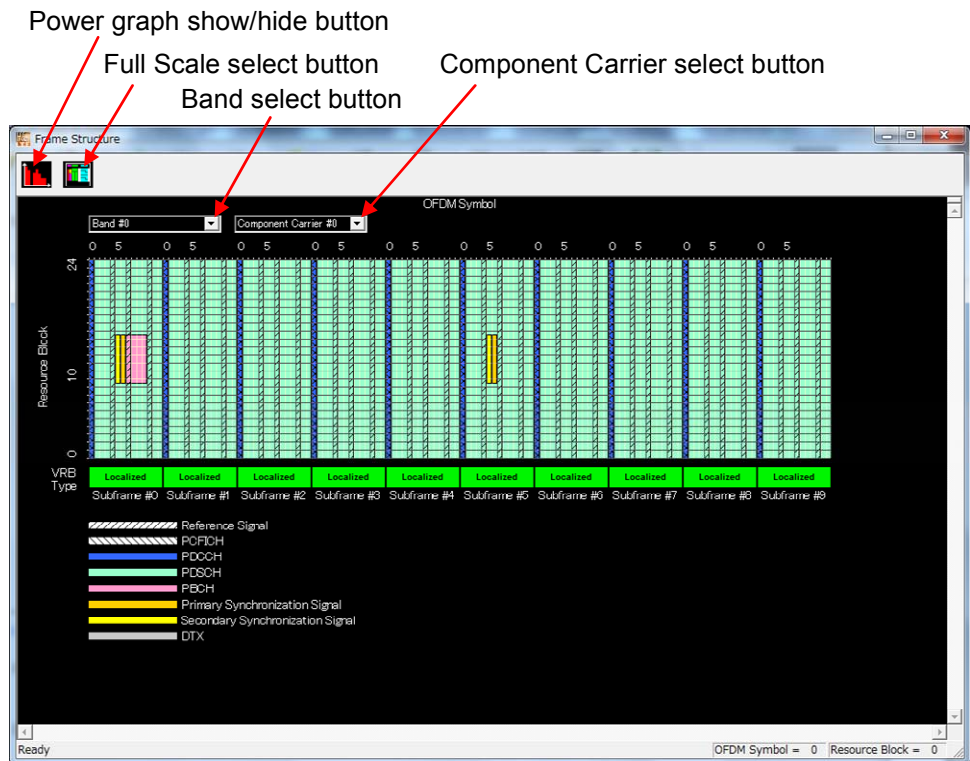 Power graph show/hide button
Full Scale select button
Component Carrier select button
Band select button
Frame Structure
OFDM Symbol
Band #0
Component Carrier #0
0 5 0 5 0 5 0 5 0 5 0 5 0 5 0 5 0 5 0 5
24
Resource Block
10
0
VRB Type
Localized Localized Localized Localized Localized Localized Localized Localized Localized Localized
Subframe #0 Subframe #1 Subframe #2 Subframe #3 Subframe #4 Subframe #5 Subframe #6 Subframe #7 Subframe #8 Subframe #9
Reference Signal
PCFICH
PDCCH
PDSCH
PBCH
Primary Synchronization Signal
Secondary Synchronization Signal
DTX
Ready
OFDM Symbol = 0 Resource Block = 0